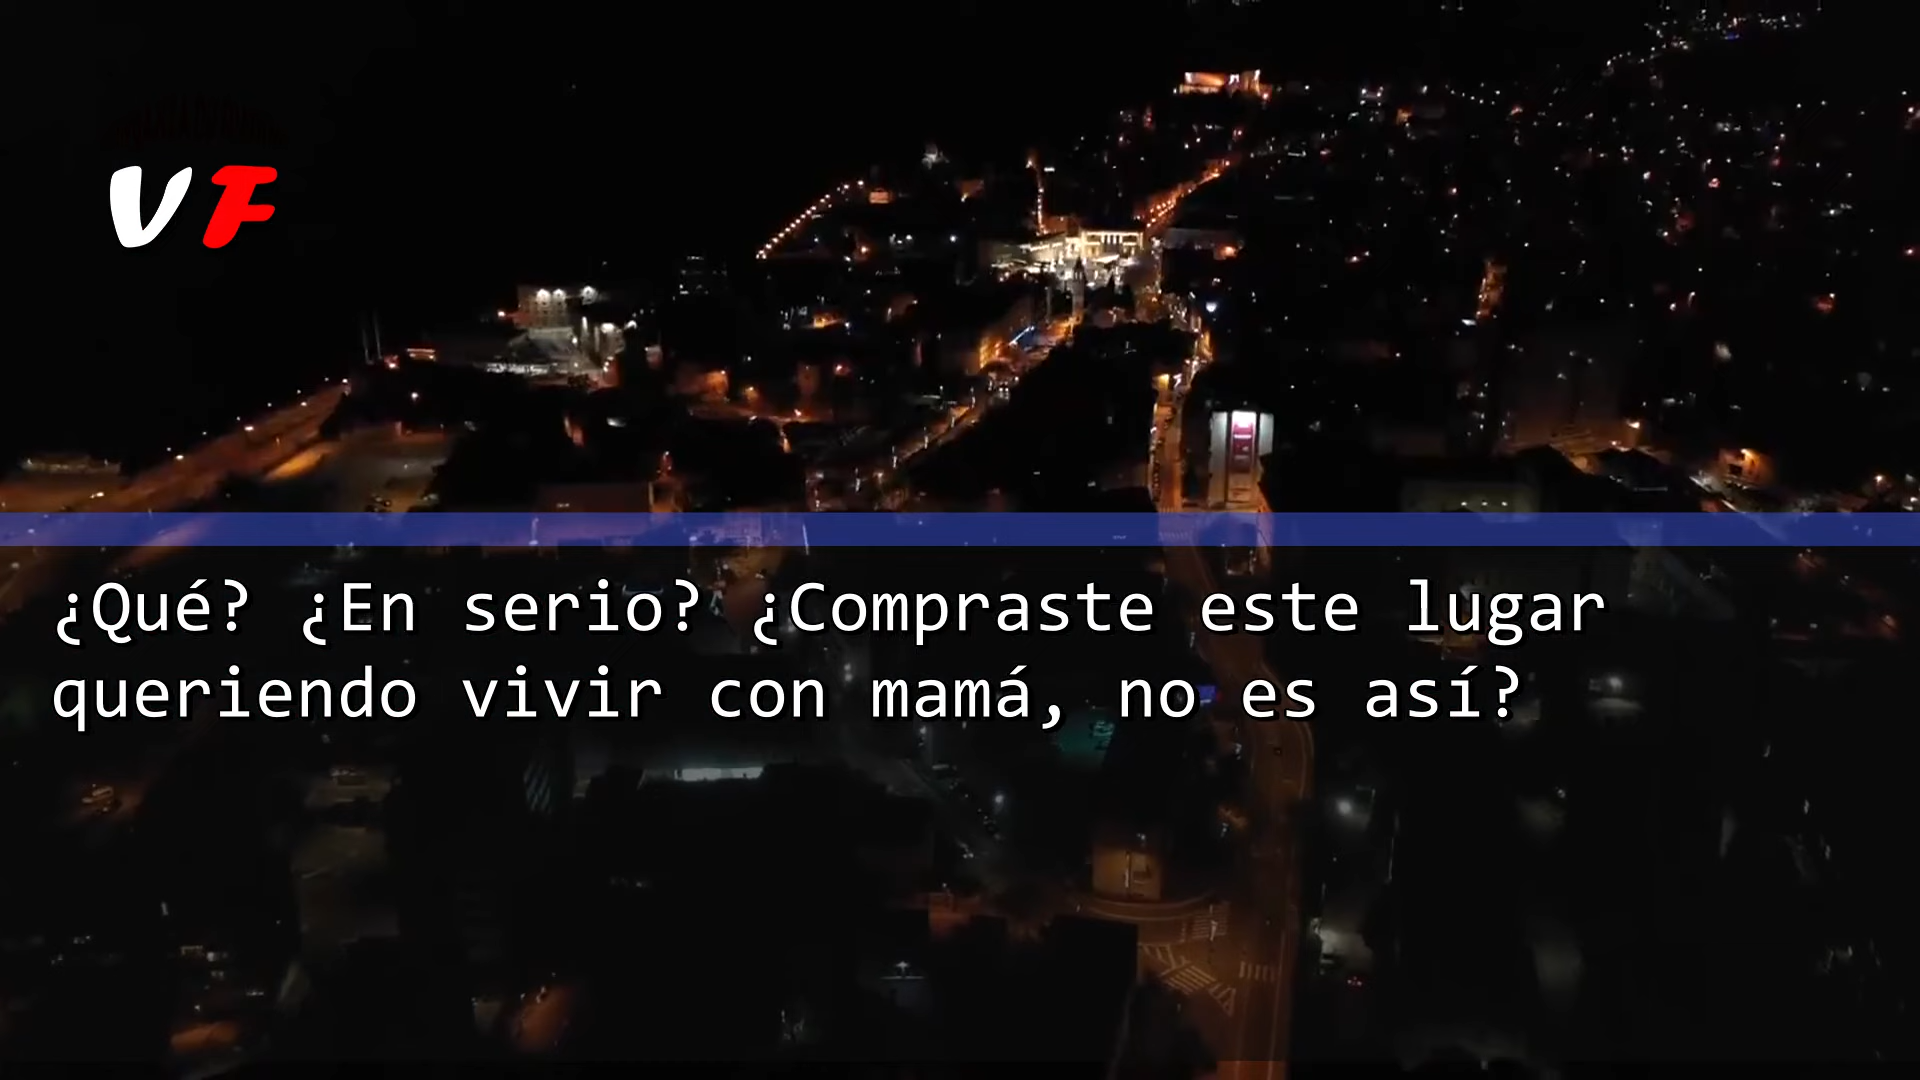 VF
¿Qué? ¿En serio? ¿Compraste este lugar
queriendo vivir con mamá, no es así?